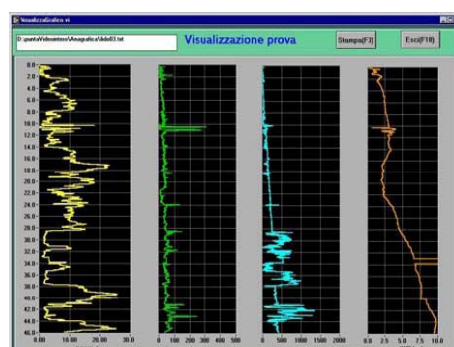 VisualizzaGrafico vi
D:\puntaVideointeso\Anagrafica\lido03.txt
Visualizzazione prova
Stampa(F3)
Esci(F10)
0.0
2.0
4.0
6.0
8.0
10.0
12.0
14.0
16.0
18.0
20.0
22.0
24.0
26.0
28.0
30.0
32.0
34.0
36.0
38.0
40.0
42.0
44.0
46.0
0.00 10.00 20.00 30.0
0 100 200 300 400 500
0 500 1000 1500 2000
0.0 2.5 5.0 7.5 10.0